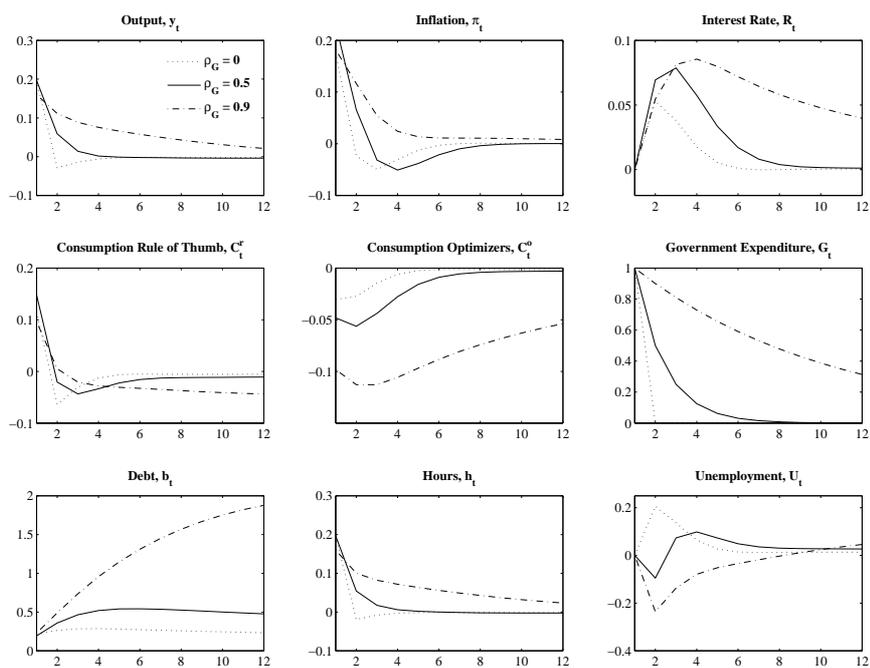 Output, y_t
Inflation, π_t
Interest Rate, R_t
0.3
0.2
0.1
0
−0.1
ρ_G = 0
ρ_G = 0.5
ρ_G = 0.9
2 4 6 8 10 12
0.2
0.1
0
−0.1
2 4 6 8 10 12
0.1
0.05
0
2 4 6 8 10 12
Consumption Rule of Thumb, C_t^r
Consumption Optimizers, C_t^o
Government Expenditure, G_t
0.2
0.1
0
−0.1
2 4 6 8 10 12
0
−0.05
−0.1
2 4 6 8 10 12
1
0.8
0.6
0.4
0.2
0
2 4 6 8 10 12
Debt, b_t
Hours, h_t
Unemployment, U_t
2
1.5
1
0.5
0
2 4 6 8 10 12
0.3
0.2
0.1
0
−0.1
2 4 6 8 10 12
0.2
0
−0.2
−0.4
2 4 6 8 10 12